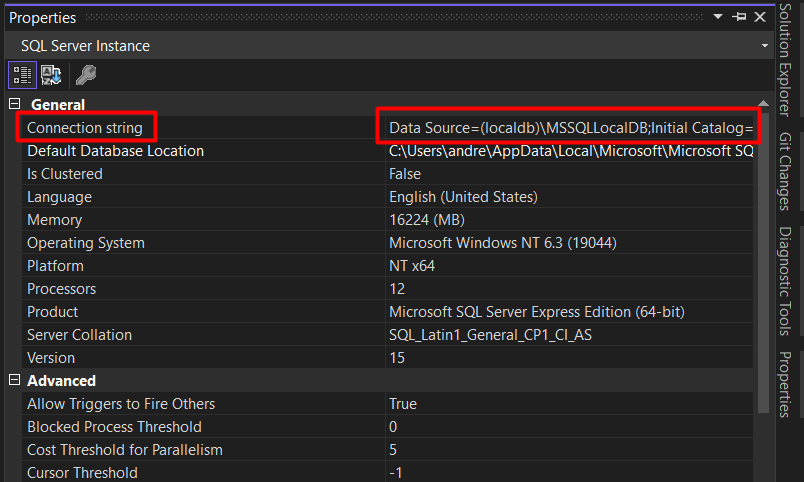 Properties
SQL Server Instance
General
Connection string Data Source=(localdb)\MSSQLLocalDB;Initial Catalog=
Default Database Location C:\Users\andre\AppData\Local\Microsoft\Microsoft SQ
Is Clustered False
Language English (United States)
Memory 16224 (MB)
Operating System Microsoft Windows NT 6.3 (19044)
Platform NT x64
Processors 12
Product Microsoft SQL Server Express Edition (64-bit)
Server Collation SQL_Latin1_General_CP1_CI_AS
Version 15
Advanced
Allow Triggers to Fire Others True
Blocked Process Threshold 0
Cost Threshold for Parallelism 5
Cursor Threshold -1
Solution Explorer
Git Changes
Diagnostic Tools
Properties